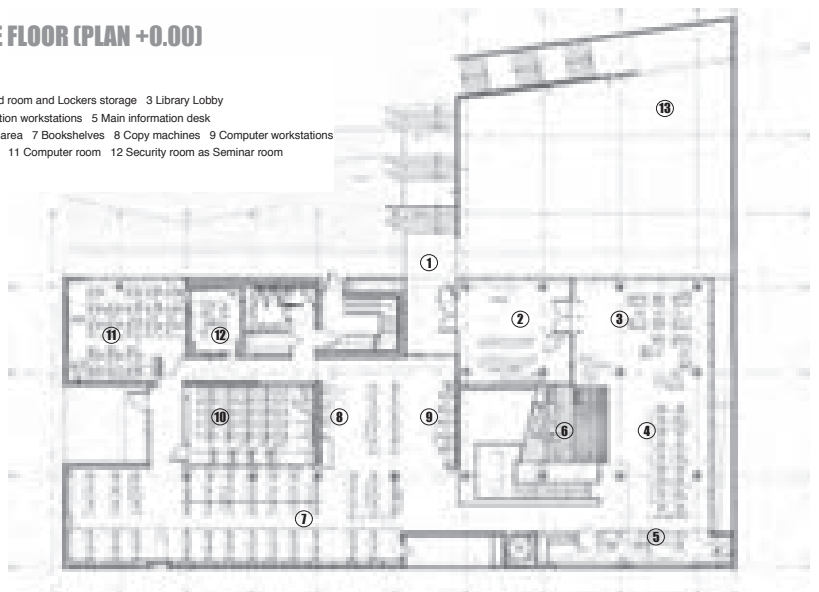 FLOOR (PLAN +0.00)
room and Lockers storage 3 Library Lobby
workstations 5 Main information desk
area 7 Bookshelves 8 Copy machines 9 Computer workstations
11 Computer room 12 Security room as Seminar room
13
1
2
3
11
12
10
8
9
6
4
7
5